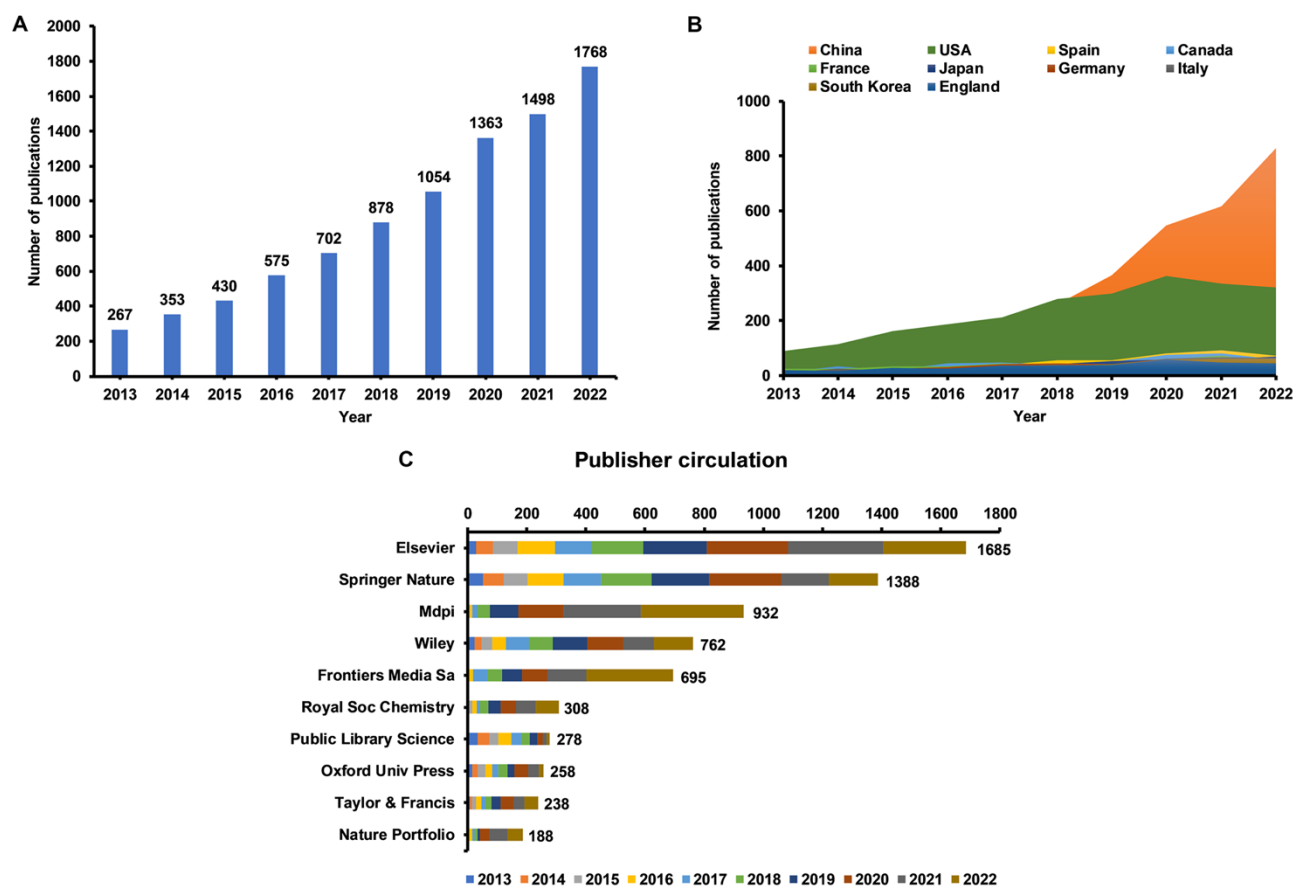 A
Number of publications
2000
1800
1600
1400
1200
1000
800
600
400
200
0
267
353
430
575
702
878
1054
1363
1498
1768
2013 2014 2015 2016 2017 2018 2019 2020 2021 2022
Year
B
China USA Spain Canada
France Japan Germany Italy
South Korea England
Number of publications
1000
800
600
400
200
0
2013 2014 2015 2016 2017 2018 2019 2020 2021 2022
Year
C Publisher circulation
0 200 400 600 800 1000 1200 1400 1600 1800
Elsevier 1685
Springer Nature 1388
Mdpi 932
Wiley 762
Frontiers Media Sa 695
Royal Soc Chemistry 308
Public Library Science 278
Oxford Univ Press 258
Taylor & Francis 238
Nature Portfolio 188
2013 2014 2015 2016 2017 2018 2019 2020 2021 2022